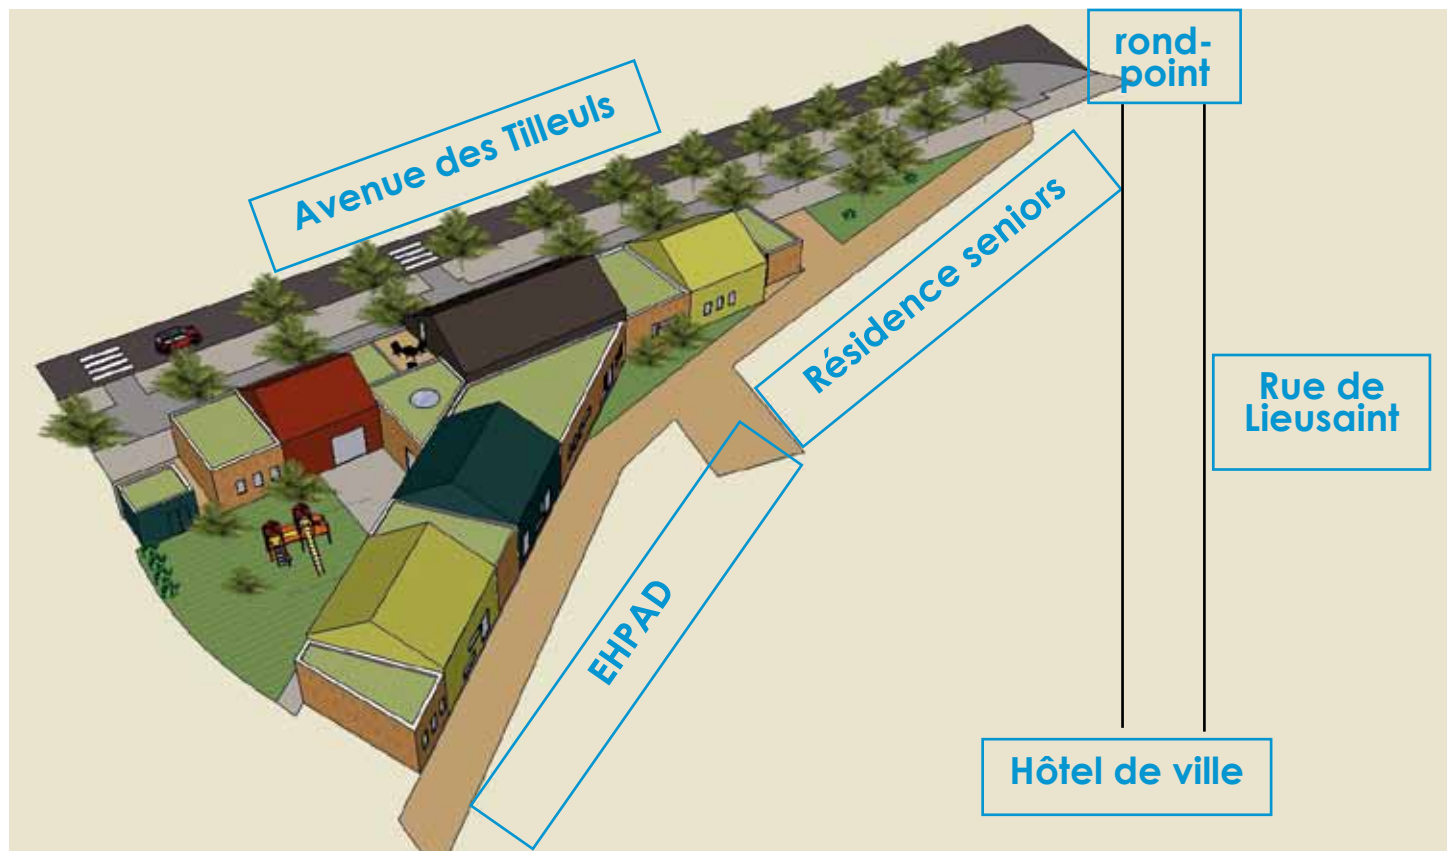 rond-
point
Avenue des Tilleuls
Résidence seniors
Rue de
Lieusaint
EHPAD
Hôtel de ville